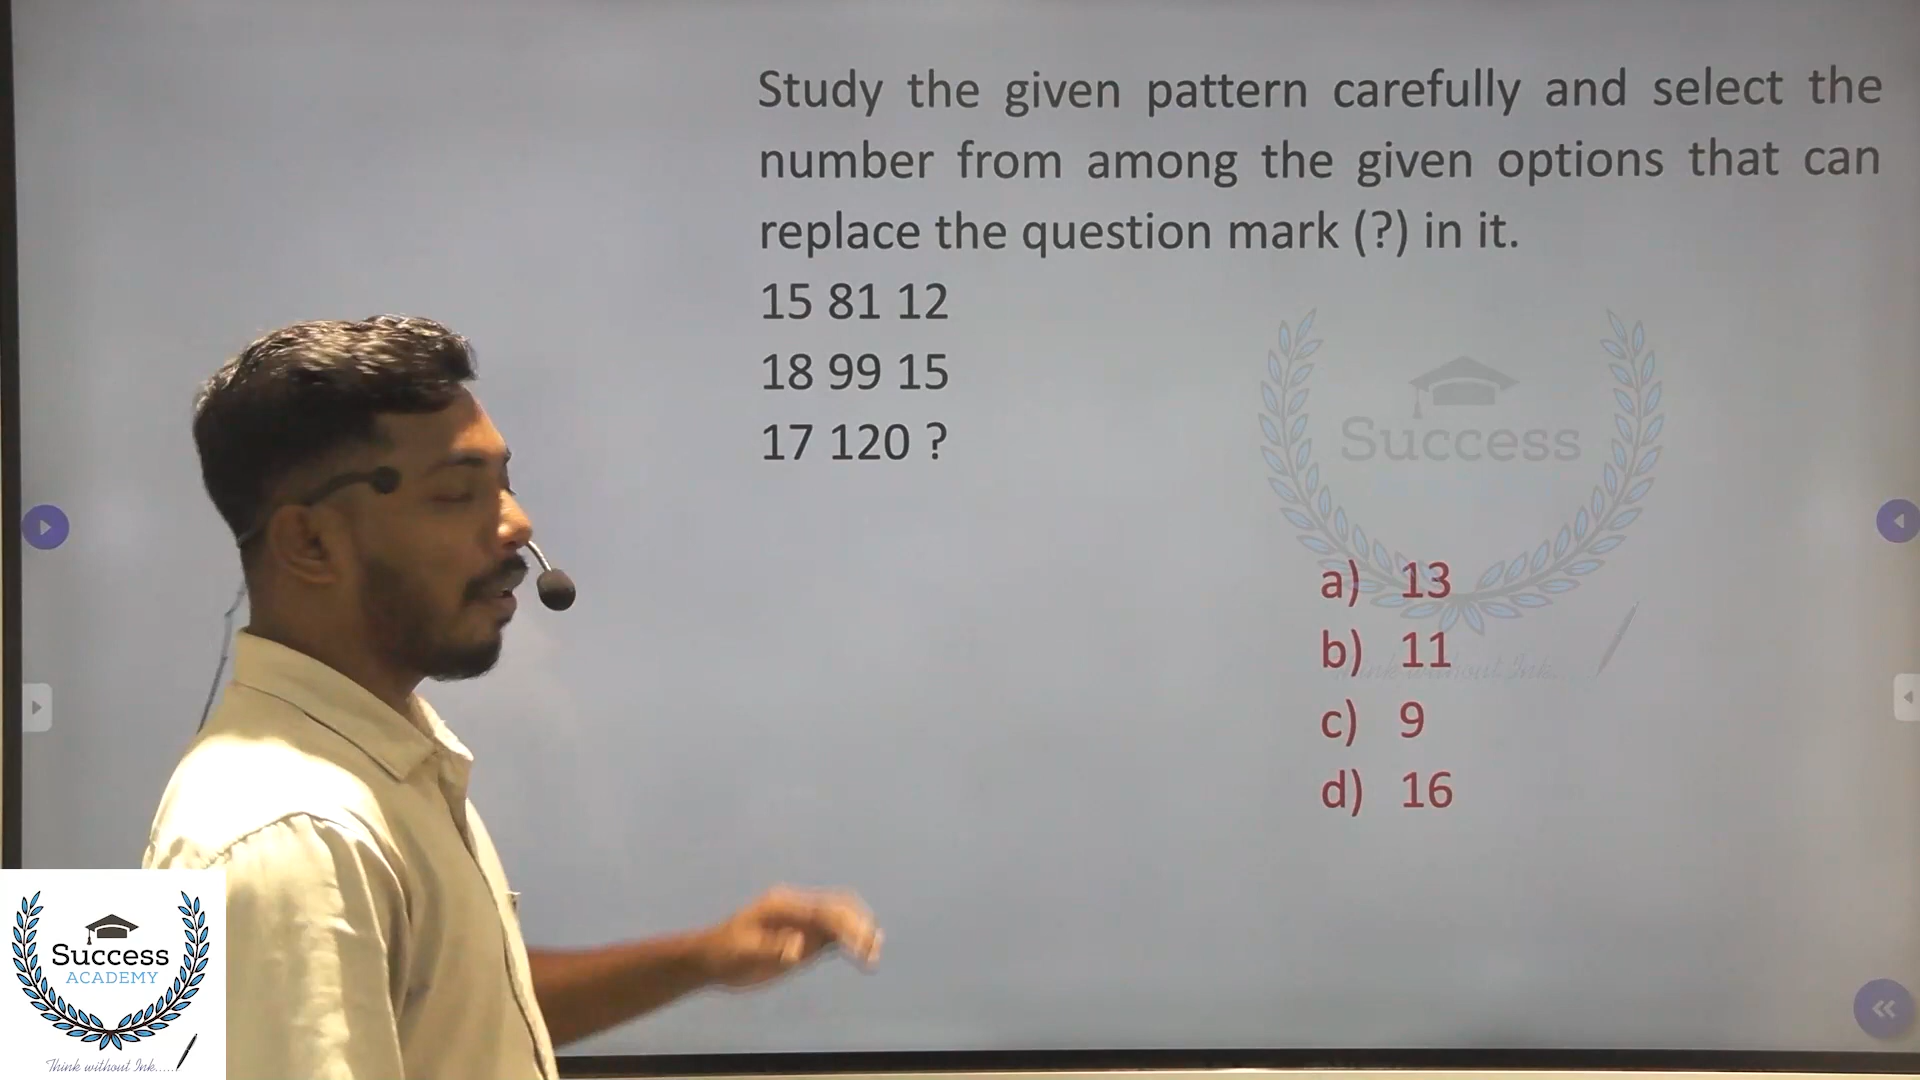 Study the given pattern carefully and select the
number from among the given options that can
replace the question mark (?) in it.
15 81 12
18 99 15
17 120 ?
Success
a) 13
b) 11
c) 9
d) 16
Success
ACADEMY
Think without Ink.....